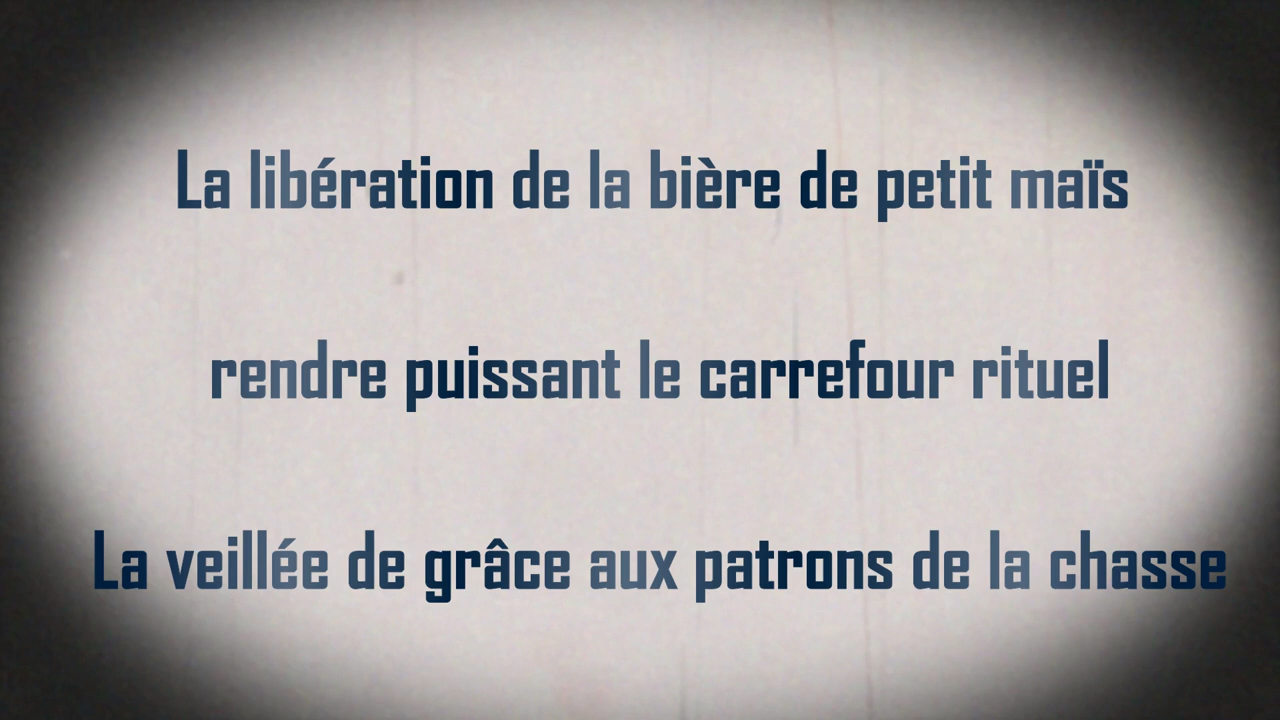 La libération de la bière de petit maïs
rendre puissant le carrefour rituel
La veillée de grâce aux patrons de la chasse